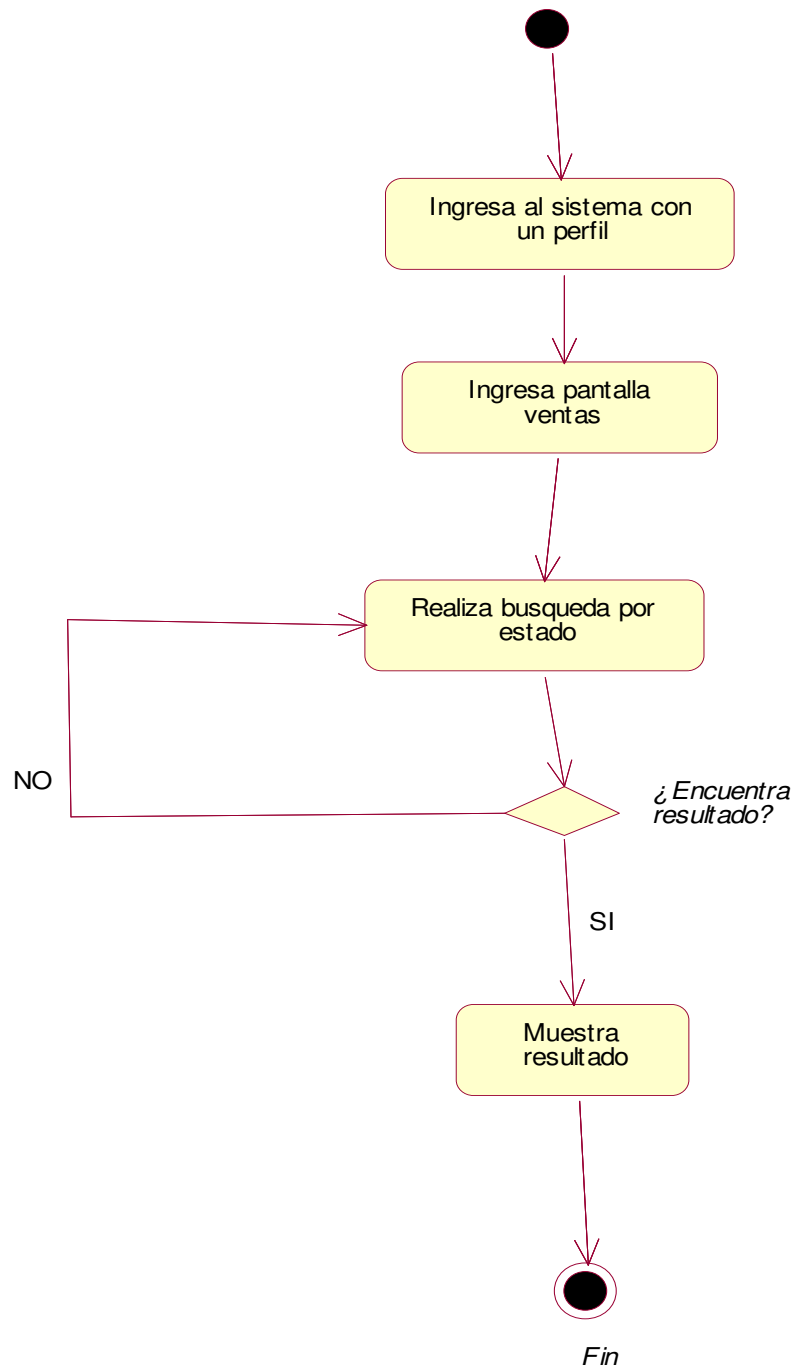 Ingresa al sistema con
un perfil
Ingresa pantalla
ventas
Realiza busqueda por
estado
NO
¿Encuentra
resultado?
SI
Muestra
resultado
Fin